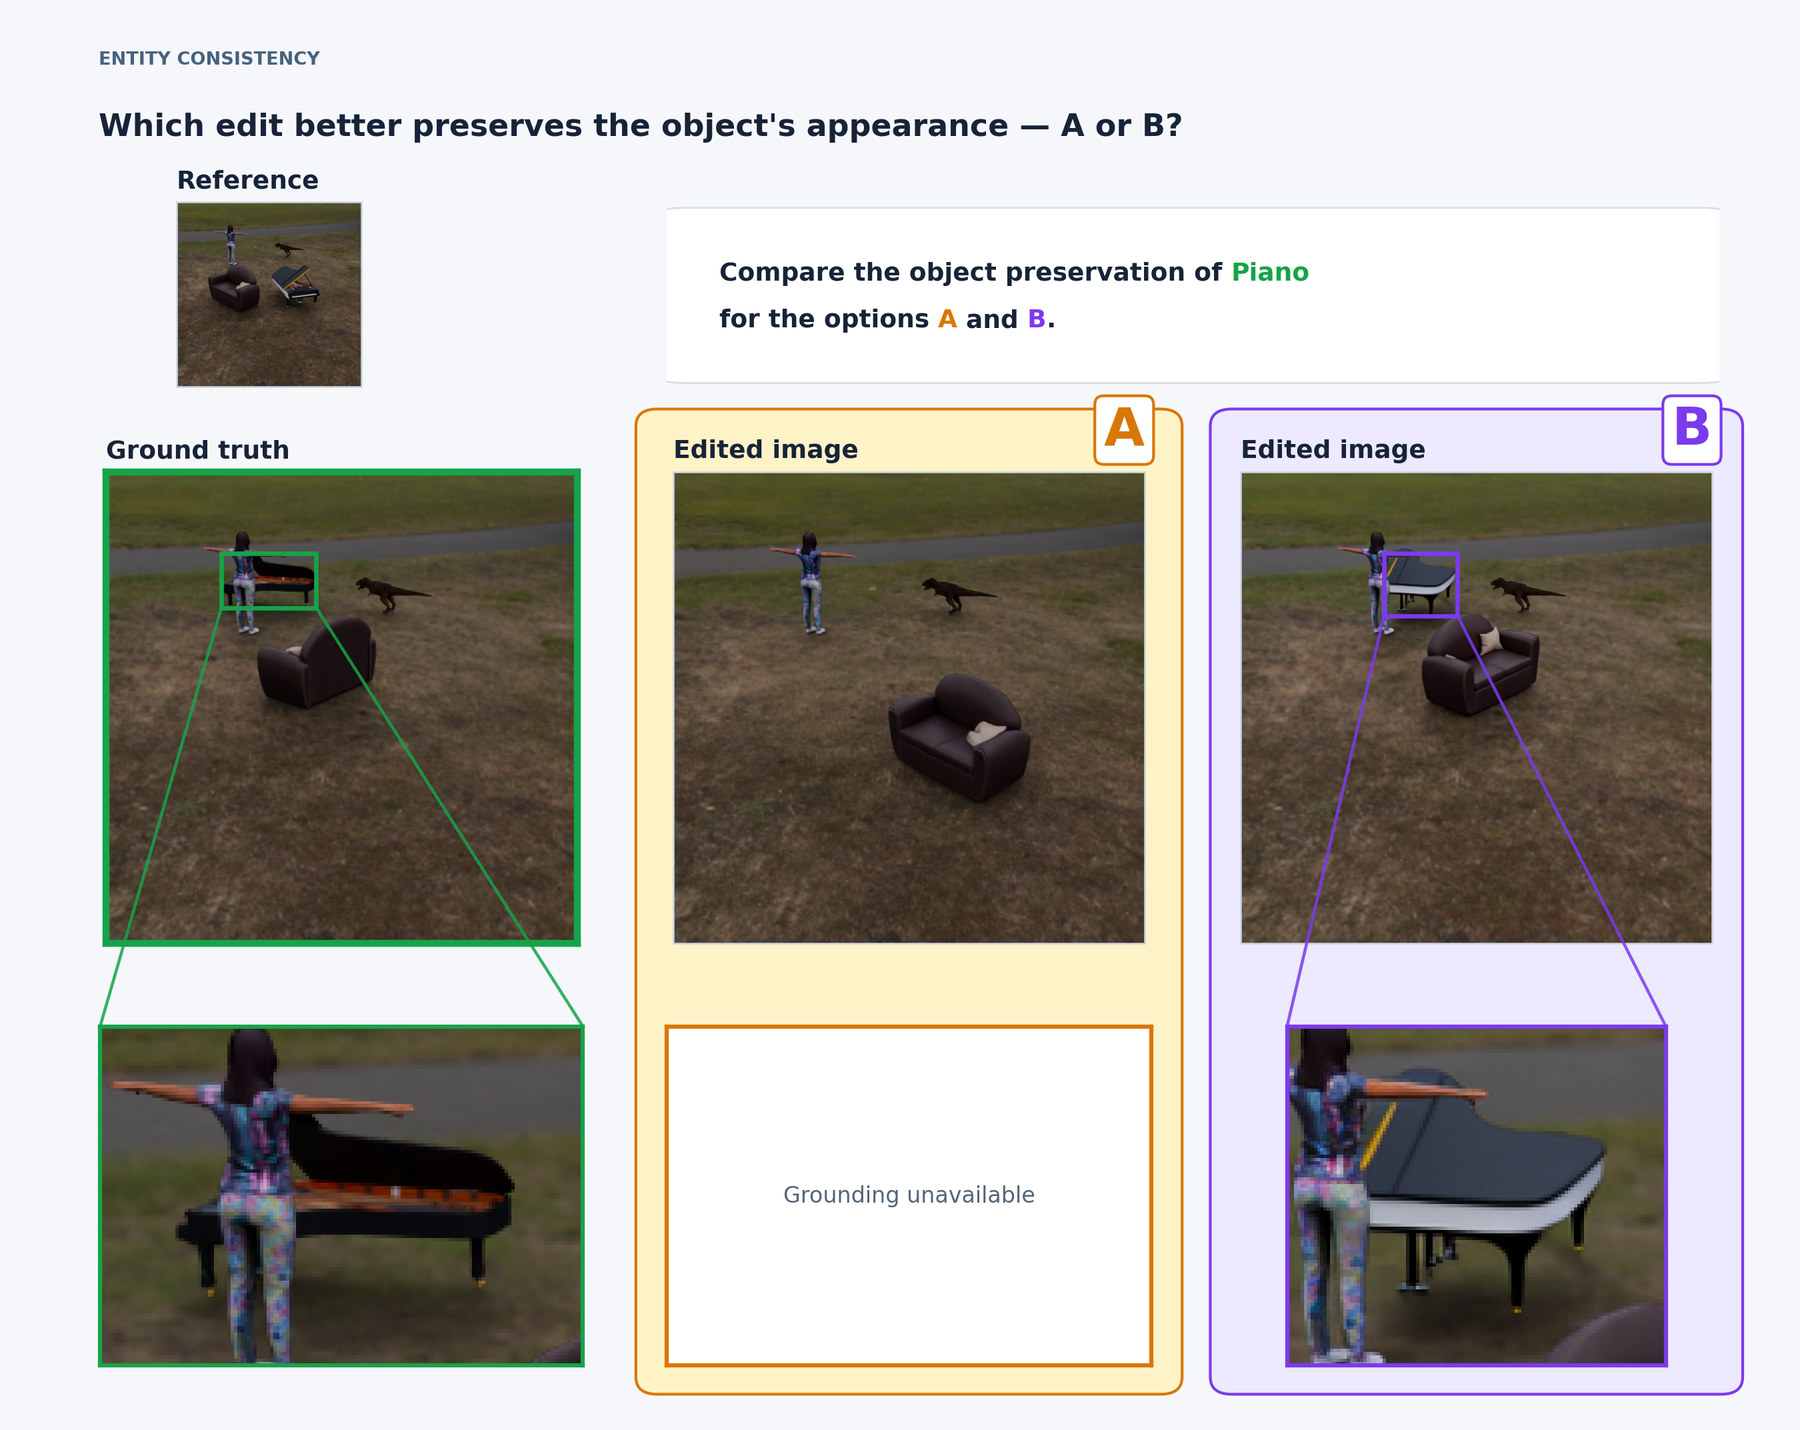 ENTITY CONSISTENCY
Which edit better preserves the object's appearance — A or B?
Reference
Compare the object preservation of Piano
for the options A and B.
Ground truth
Edited image
A
Edited image
B
Grounding unavailable